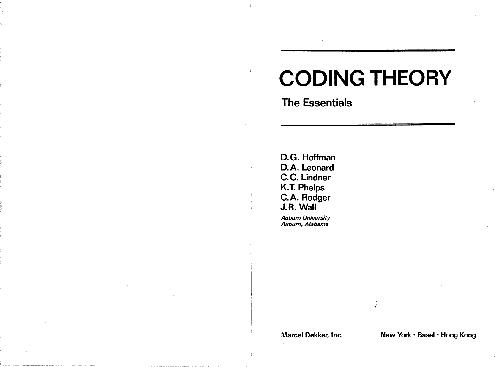 CODING THEORY
The Essentials
D.G. Hoffman
D.A. Leonard
C.C. Lindner
K.T. Phelps
C.A. Rodger
J.R. Wall
Auburn University
Auburn, Alabama
Marcel Dekker, Inc. New York • Basel • Hong Kong